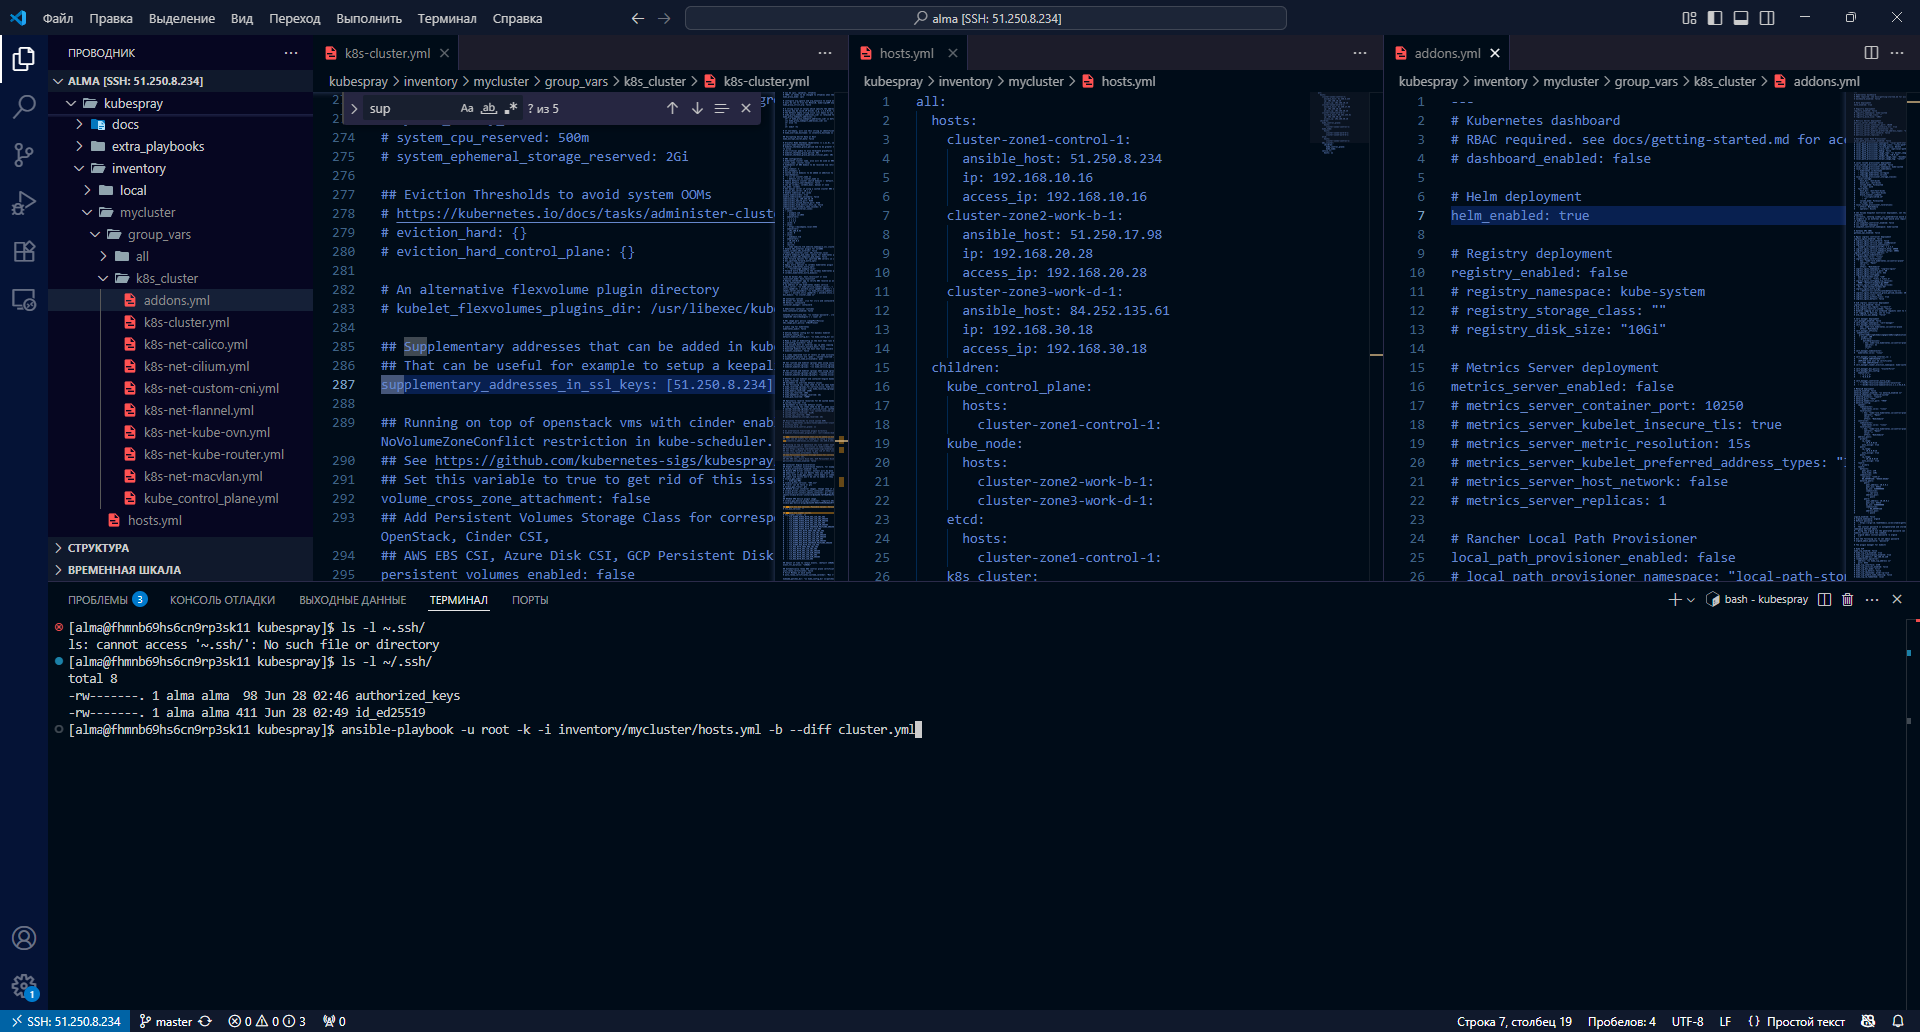 Файл Правка Выделение Вид Переход Выполнить Терминал Справка
alma [SSH: 51.250.8.234]
ПРОВОДНИК
ALMA [SSH: 51.250.8.234]
kubespray
docs
extra_playbooks
inventory
local
mycluster
group_vars
all
k8s_cluster
addons.yml
k8s-cluster.yml
k8s-net-calico.yml
k8s-net-cilium.yml
k8s-net-custom-cni.yml
k8s-net-flannel.yml
k8s-net-kube-ovn.yml
k8s-net-kube-router.yml
k8s-net-macvlan.yml
kube_control_plane.yml
hosts.yml
СТРУКТУРА
ВРЕМЕННАЯ ШКАЛА
k8s-cluster.yml
kubespray > inventory > mycluster > group_vars > k8s_cluster > k8s-cluster.yml
sup Aa ab .* ? из 5
274 # system_cpu_reserved: 500m
275 # system_ephemeral_storage_reserved: 2Gi
276
277 ## Eviction Thresholds to avoid system OOMs
278 # https://kubernetes.io/docs/tasks/administer-clust
279 # eviction_hard: {}
280 # eviction_hard_control_plane: {}
281
282 # An alternative flexvolume plugin directory
283 # kubelet_flexvolumes_plugins_dir: /usr/libexec/kub
284
285 ## Supplementary addresses that can be added in kub
286 ## That can be useful for example to setup a keepal
287 supplementary_addresses_in_ssl_keys: [51.250.8.234]
288
289 ## Running on top of openstack vms with cinder enab
NoVolumeZoneConflict restriction in kube-scheduler.
290 ## See https://github.com/kubernetes-sigs/kubespray
291 ## Set this variable to true to get rid of this iss
292 volume_cross_zone_attachment: false
293 ## Add Persistent Volumes Storage Class for corresp
OpenStack, Cinder CSI,
294 ## AWS EBS CSI, Azure Disk CSI, GCP Persistent Disk
295 persistent_volumes_enabled: false
hosts.yml
kubespray > inventory > mycluster > hosts.yml
1 all:
2 hosts:
3 cluster-zone1-control-1:
4 ansible_host: 51.250.8.234
5 ip: 192.168.10.16
6 access_ip: 192.168.10.16
7 cluster-zone2-work-b-1:
8 ansible_host: 51.250.17.98
9 ip: 192.168.20.28
10 access_ip: 192.168.20.28
11 cluster-zone3-work-d-1:
12 ansible_host: 84.252.135.61
13 ip: 192.168.30.18
14 access_ip: 192.168.30.18
15 children:
16 kube_control_plane:
17 hosts:
18 cluster-zone1-control-1:
19 kube_node:
20 hosts:
21 cluster-zone2-work-b-1:
22 cluster-zone3-work-d-1:
23 etcd:
24 hosts:
25 cluster-zone1-control-1:
26 k8s_cluster:
addons.yml
kubespray > inventory > mycluster > group_vars > k8s_cluster > addons.yml
1 ---
2 # Kubernetes dashboard
3 # RBAC required. see docs/getting-started.md for acc
4 # dashboard_enabled: false
5
6 # Helm deployment
7 helm_enabled: true
8
9 # Registry deployment
10 registry_enabled: false
11 # registry_namespace: kube-system
12 # registry_storage_class: ""
13 # registry_disk_size: "10Gi"
14
15 # Metrics Server deployment
16 metrics_server_enabled: false
17 # metrics_server_container_port: 10250
18 # metrics_server_kubelet_insecure_tls: true
19 # metrics_server_metric_resolution: 15s
20 # metrics_server_kubelet_preferred_address_types: "
21 # metrics_server_host_network: false
22 # metrics_server_replicas: 1
23
24 # Rancher Local Path Provisioner
25 local_path_provisioner_enabled: false
26 # local_path_provisioner_namespace: "local-path-sto
ПРОБЛЕМЫ 3 КОНСОЛЬ ОТЛАДКИ ВЫХОДНЫЕ ДАННЫЕ ТЕРМИНАЛ ПОРТЫ
bash - kubespray
[alma@fhmnb69hs6cn9rp3sk11 kubespray]$ ls -l ~.ssh/
ls: cannot access '~.ssh/': No such file or directory
[alma@fhmnb69hs6cn9rp3sk11 kubespray]$ ls -l ~/.ssh/
total 8
-rw-------. 1 alma alma  98 Jun 28 02:46 authorized_keys
-rw-------. 1 alma alma 411 Jun 28 02:49 id_ed25519
[alma@fhmnb69hs6cn9rp3sk11 kubespray]$ ansible-playbook -u root -k -i inventory/mycluster/hosts.yml -b --diff cluster.yml
1
SSH: 51.250.8.234 master 0 0 3 0
Строка 7, столбец 19 Пробелов: 4 UTF-8 LF {} Простой текст